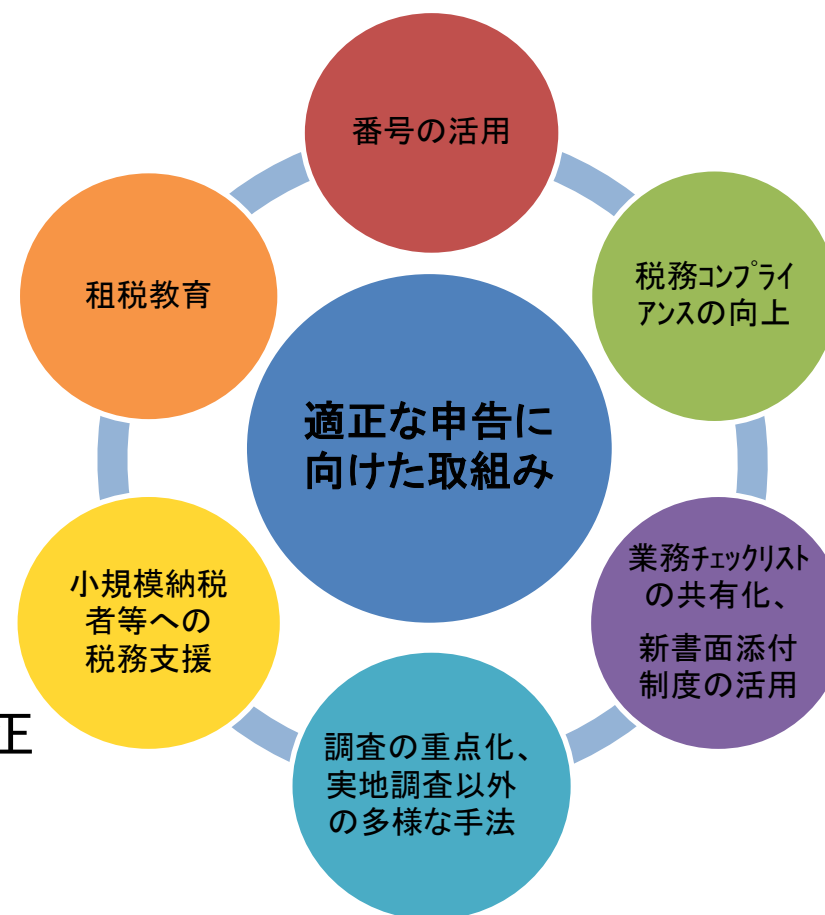 番号の活用
税務コンプライ
アンスの向上
租税教育
適正な申告に
向けた取組み
業務チェックリスト
の共有化、
新書面添付
制度の活用
小規模納税
者等への
税務支援
正
調査の重点化、
実地調査以外
の多様な手法